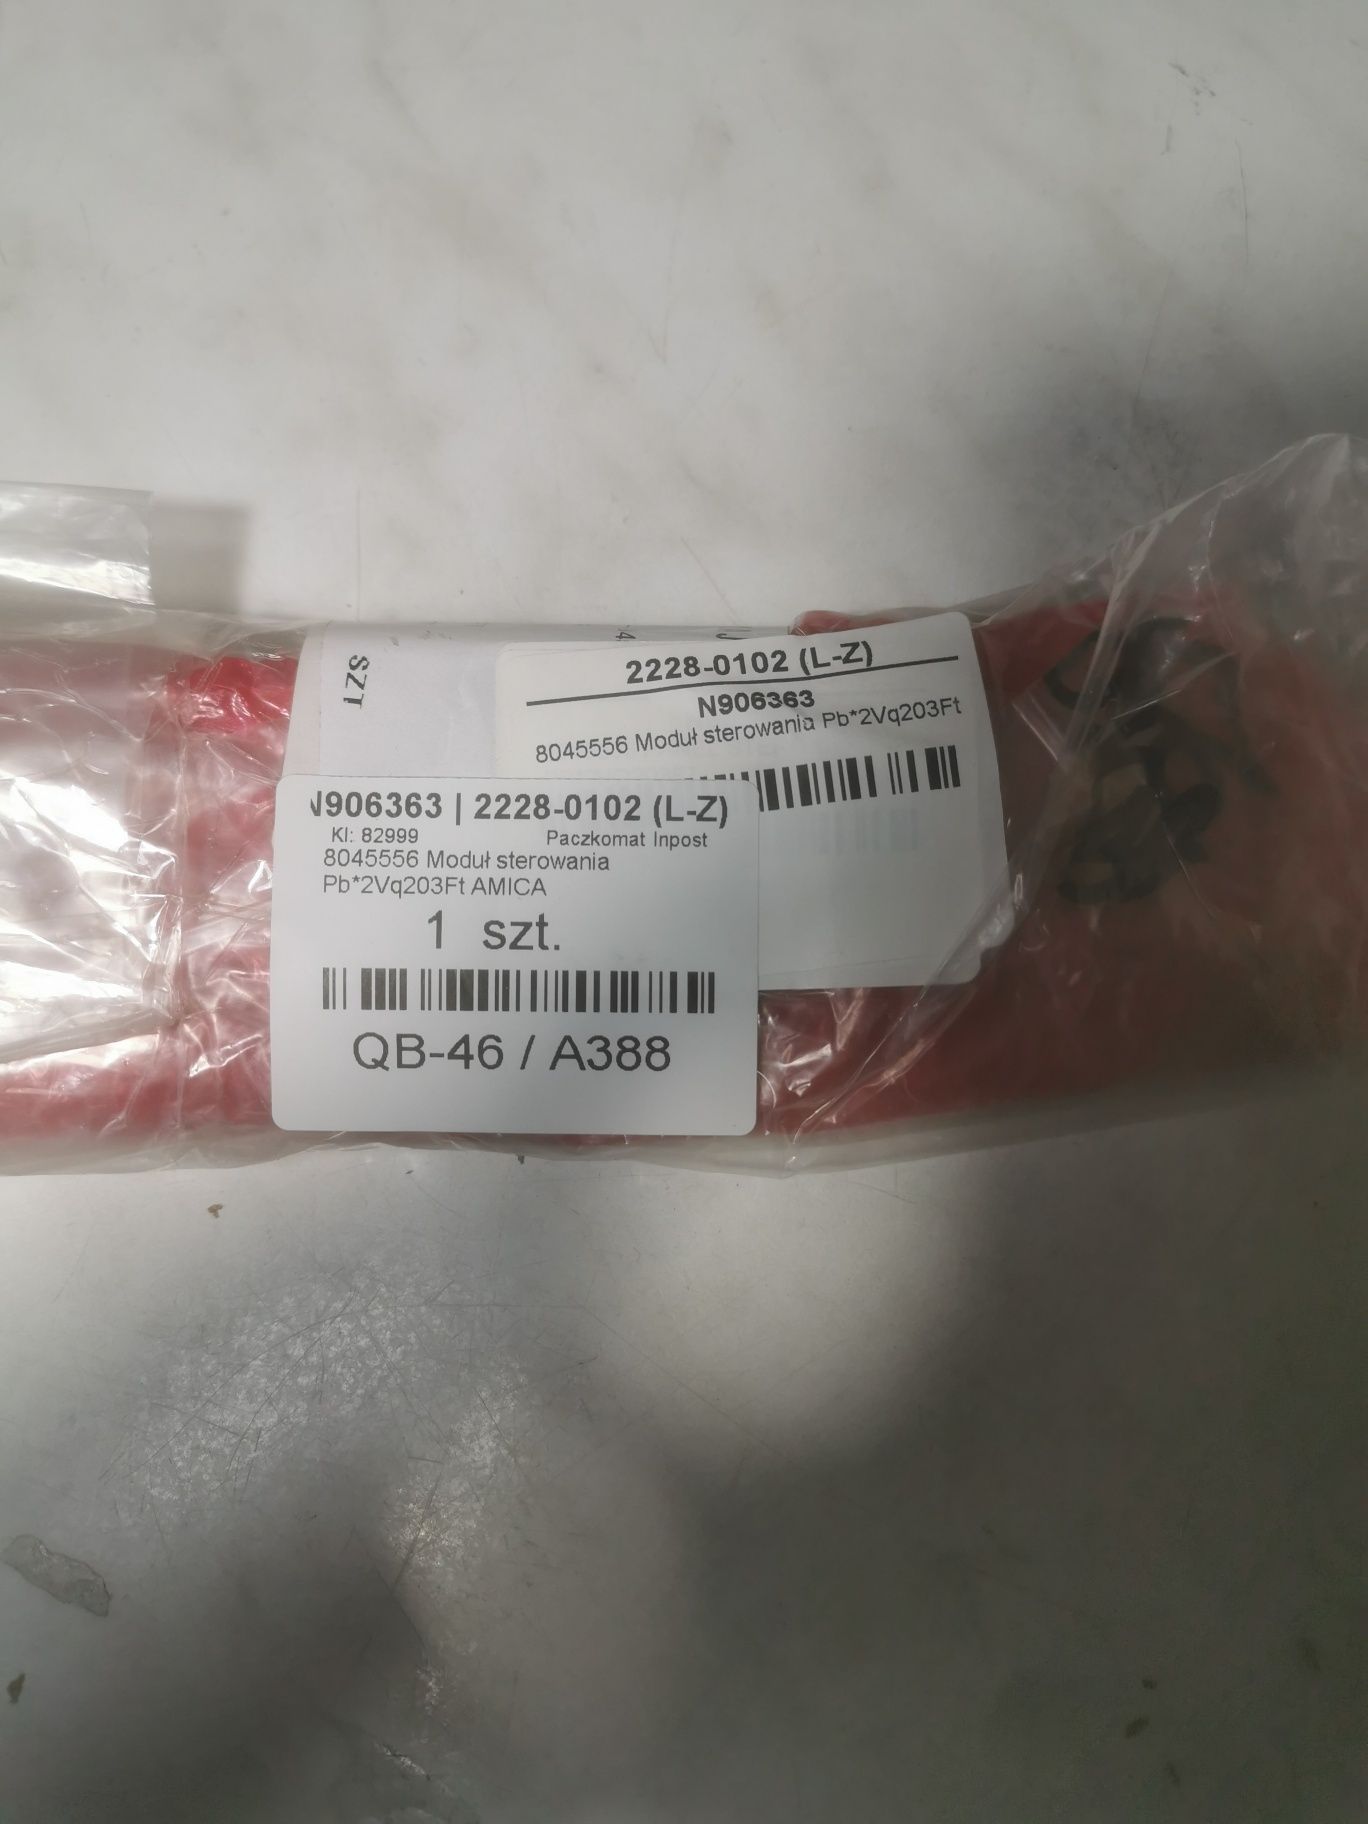 SZT
2228-0102 (L-Z)
N906363
8045556 Moduł sterowania Pb*2Vq203Ft
N906363 | 2228-0102 (L-Z)
Kl: 82999 Paczkomat Inpost
8045556 Moduł sterowania
Pb*2Vq203Ft AMICA
1 szt.
QB-46 / A388